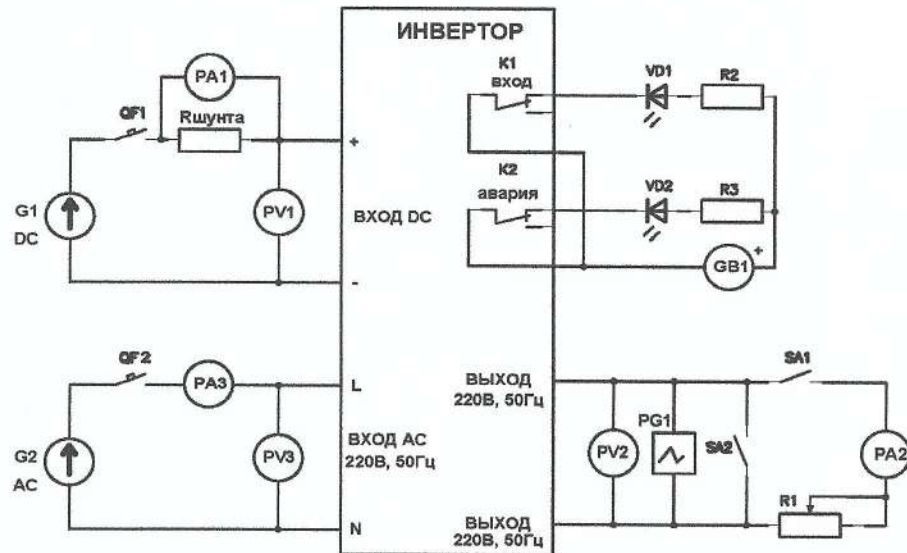 ИНВЕРТОР
PA1
QF1
Rшунта
+
G1
DC
PV1
ВХОД DC
-
K1
вход
VD1
R2
K2
авария
VD2
R3
GB1
+
QF2
PA3
L
G2
AC
PV3
ВХОД AC
220В, 50Гц
N
ВЫХОД
220В, 50Гц
SA1
PV2
PG1
SA2
PA2
R1
ВЫХОД
220В, 50Гц